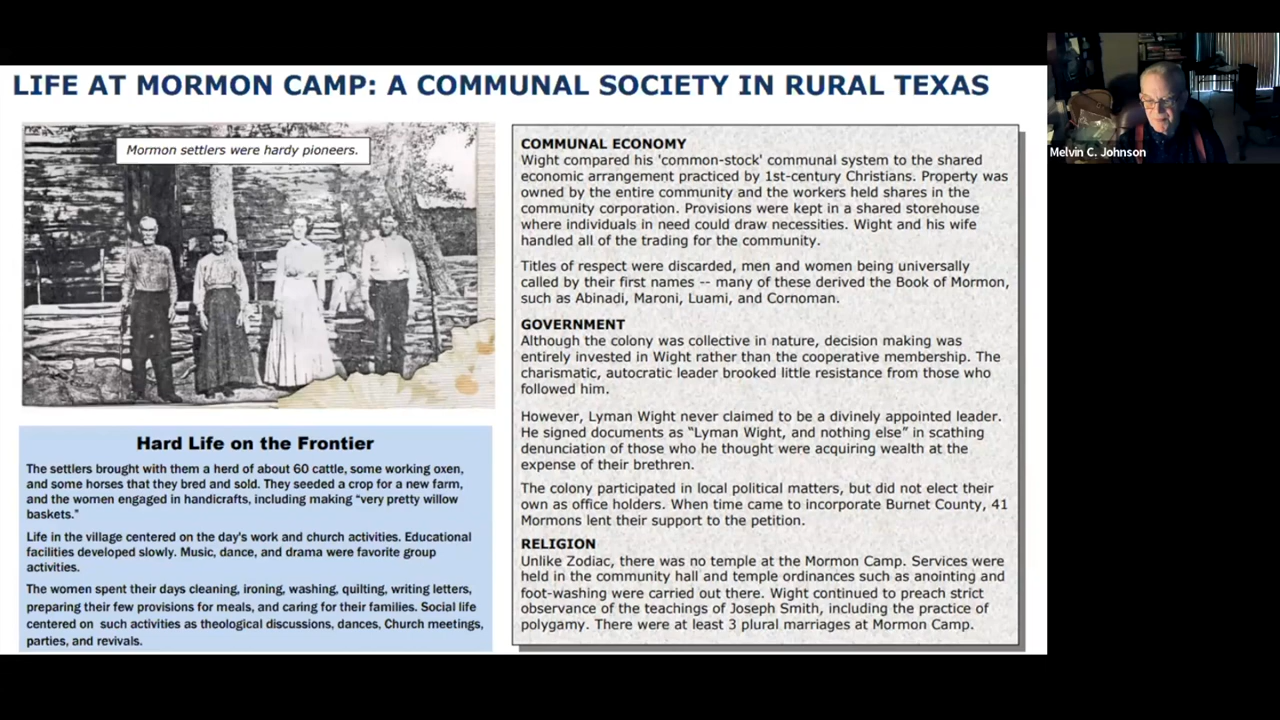 LIFE AT MORMON CAMP: A COMMUNAL SOCIETY IN RURAL TEXAS
Mormon settlers were hardy pioneers.
Hard Life on the Frontier
The settlers brought with them a herd of about 60 cattle, some working oxen,
and some horses that they bred and sold. They seeded a crop for a new farm,
and the women engaged in handicrafts, including making “very pretty willow
baskets.”
Life in the village centered on the day's work and church activities. Educational
facilities developed slowly. Music, dance, and drama were favorite group
activities.
The women spent their days cleaning, ironing, washing, quilting, writing letters,
preparing their few provisions for meals, and caring for their families. Social life
centered on such activities as theological discussions, dances, Church meetings,
parties, and revivals.
COMMUNAL ECONOMY
Wight compared his 'common-stock' communal system to the shared
economic arrangement practiced by 1st-century Christians. Property was
owned by the entire community and the workers held shares in the
community corporation. Provisions were kept in a shared storehouse
where individuals in need could draw necessities. Wight and his wife
handled all of the trading for the community.
Titles of respect were discarded, men and women being universally
called by their first names -- many of these derived the Book of Mormon,
such as Abinadi, Maroni, Luami, and Cornoman.
GOVERNMENT
Although the colony was collective in nature, decision making was
entirely invested in Wight rather than the cooperative membership. The
charismatic, autocratic leader brooked little resistance from those who
followed him.
However, Lyman Wight never claimed to be a divinely appointed leader.
He signed documents as “Lyman Wight, and nothing else” in scathing
denunciation of those who he thought were acquiring wealth at the
expense of their brethren.
The colony participated in local political matters, but did not elect their
own as office holders. When time came to incorporate Burnet County, 41
Mormons lent their support to the petition.
RELIGION
Unlike Zodiac, there was no temple at the Mormon Camp. Services were
held in the community hall and temple ordinances such as anointing and
foot-washing were carried out there. Wight continued to preach strict
observance of the teachings of Joseph Smith, including the practice of
polygamy. There were at least 3 plural marriages at Mormon Camp.
Melvin C. Johnson